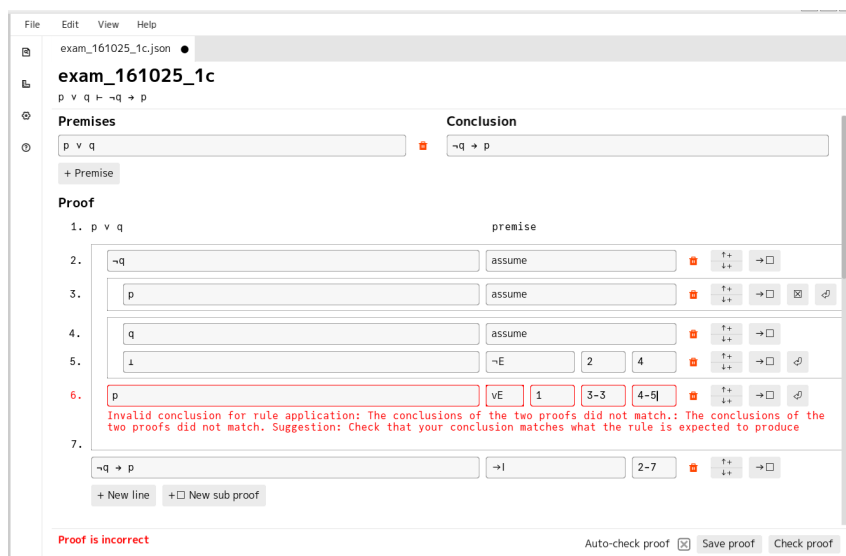 File Edit View Help
exam_161025_1c.json ●
exam_161025_1c
p ∨ q ⊢ ¬q → p
Premises Conclusion
p ∨ q ¬q → p
+ Premise
Proof
1. p ∨ q premise
2. ¬q assume ↑+ ↓+ →□
3. p assume ↑+ ↓+ →□
4. q assume ↑+ ↓+ →□
5. ⊥ ¬E 2 4 ↑+ ↓+ →□
6. p ∨E 1 3-3 4-5 ↑+ ↓+ →□
Invalid conclusion for rule application: The conclusions of the two proofs did not match.: The conclusions of the
two proofs did not match. Suggestion: Check that your conclusion matches what the rule is expected to produce
7.
¬q → p →I 2-7 ↑+ ↓+ →□
+ New line +□ New sub proof
Proof is incorrect Auto-check proof Save proof Check proof